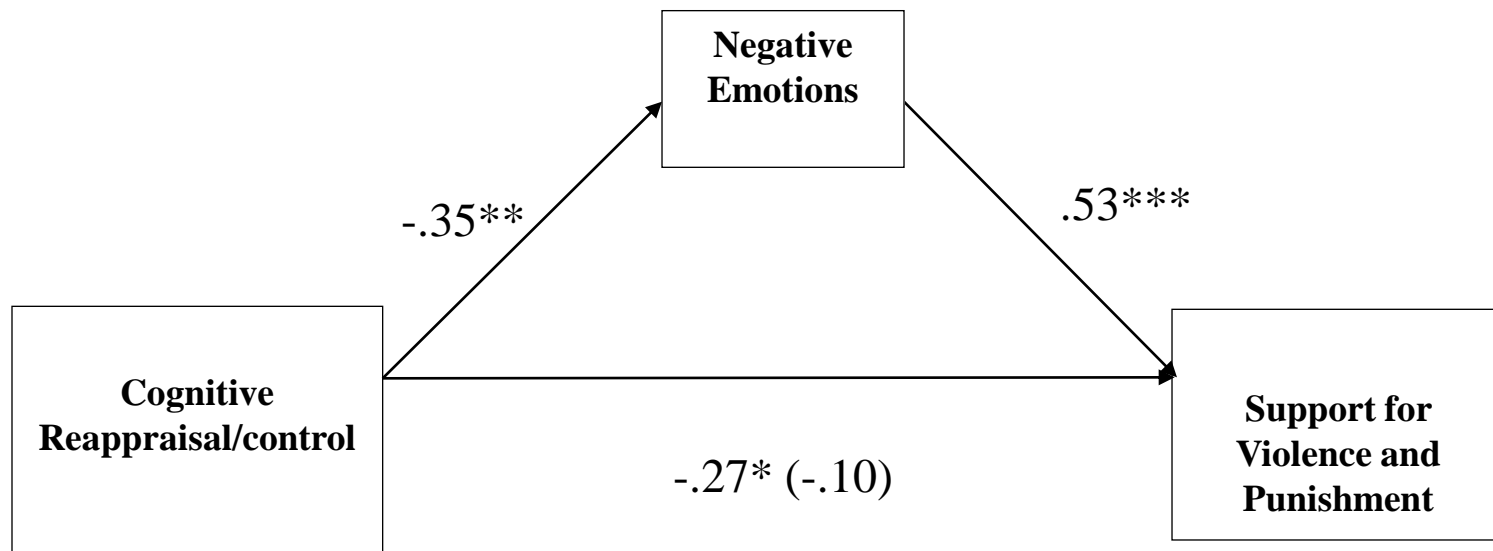 Negative
Emotions
-.35**
.53***
Cognitive
Reappraisal/control
-.27* (-.10)
Support for
Violence and
Punishment